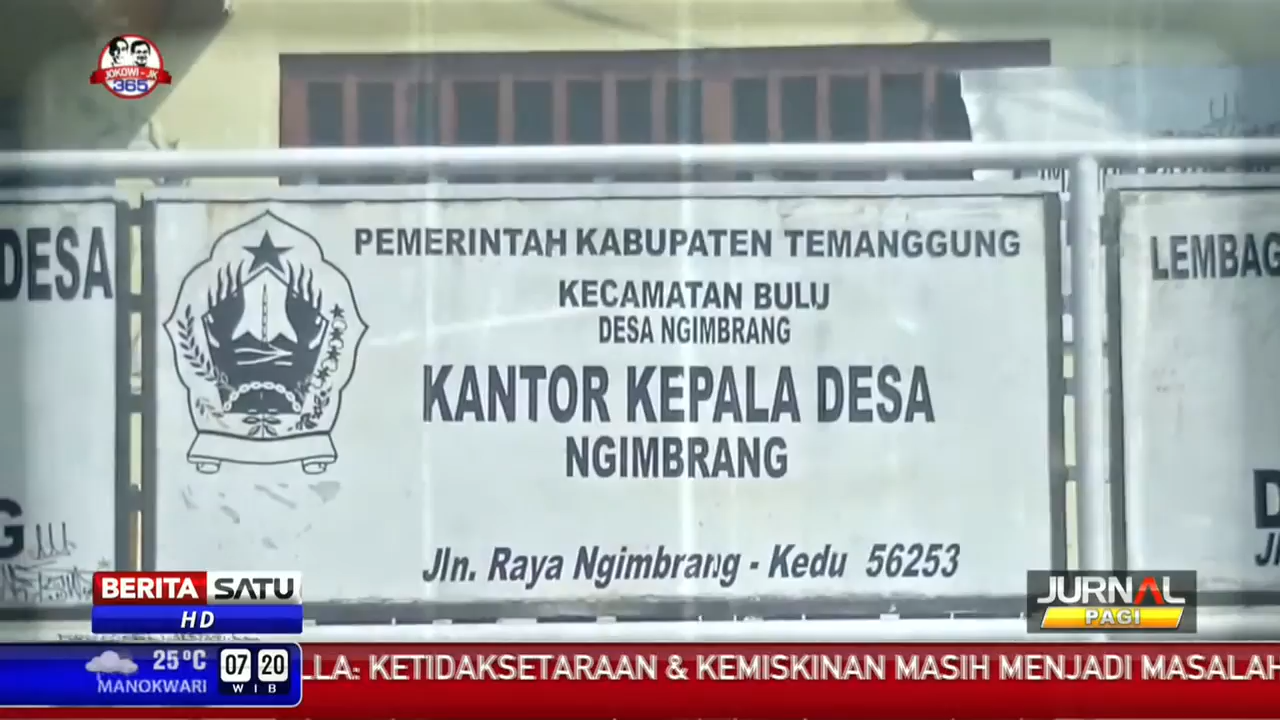 JOKOWI - JK
365
DESA
PEMERINTAH KABUPATEN TEMANGGUNG
KECAMATAN BULU
DESA NGIMBRANG
KANTOR KEPALA DESA
NGIMBRANG
Jln. Raya Ngimbrang - Kedu 56253
LEMBAG
G
D
BERITA SATU
HD
JURNAL
PAGI
25°C
MANOKWARI
07 20
WIB
LLA: KETIDAKSETARAAN & KEMISKINAN MASIH MENJADI MASALAH